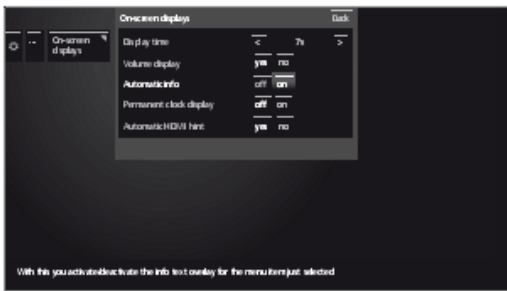 On-screen displays
Back
On-screen
displays
Display time < 7s >
Volume display yes no
Automatic info off on
Permanent clock display off on
Automatic HDMI hint yes no
With this you activate/deactivate the info text overlay for the menu item just selected